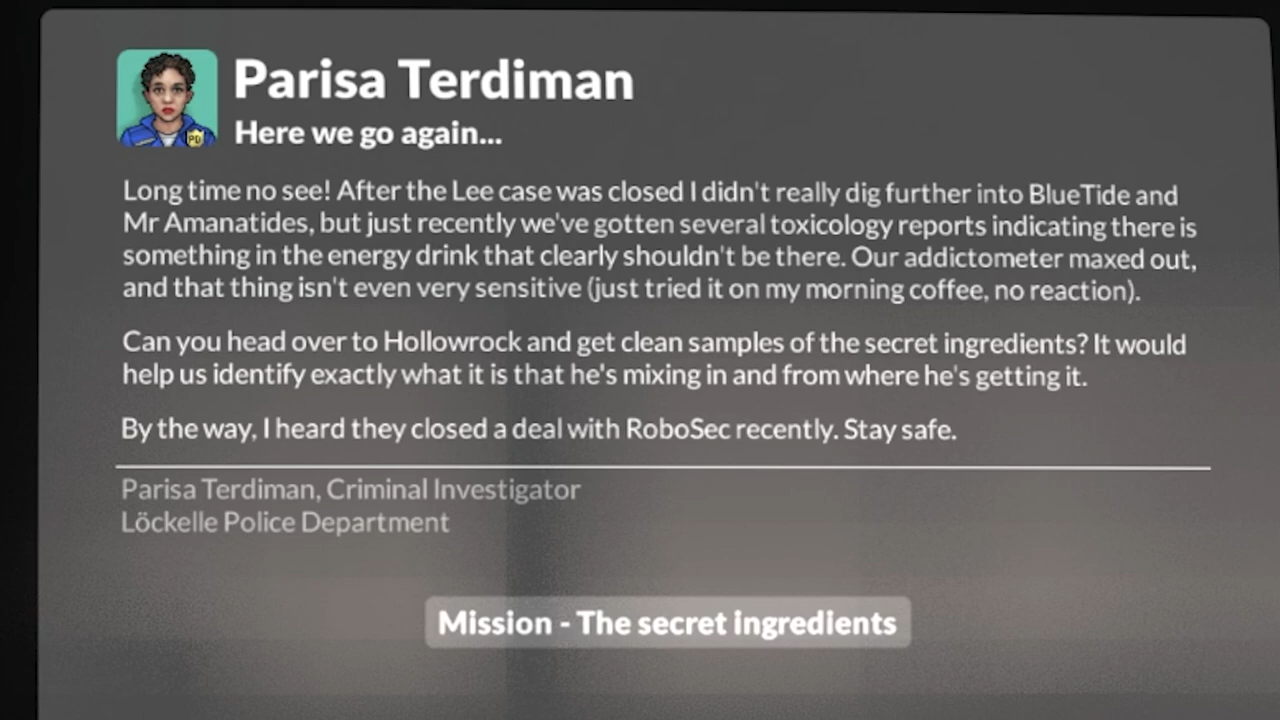 Parisa Terdiman
Here we go again...
PD
Long time no see! After the Lee case was closed I didn't really dig further into BlueTide and
Mr Amanatides, but just recently we've gotten several toxicology reports indicating there is
something in the energy drink that clearly shouldn't be there. Our addictometer maxed out,
and that thing isn't even very sensitive (just tried it on my morning coffee, no reaction).
Can you head over to Hollowrock and get clean samples of the secret ingredients? It would
help us identify exactly what it is that he's mixing in and from where he's getting it.
By the way, I heard they closed a deal with RoboSec recently. Stay safe.
Parisa Terdiman, Criminal Investigator
Löckelle Police Department
Mission - The secret ingredients